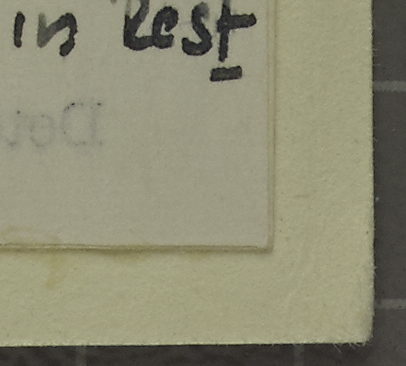 in Rest